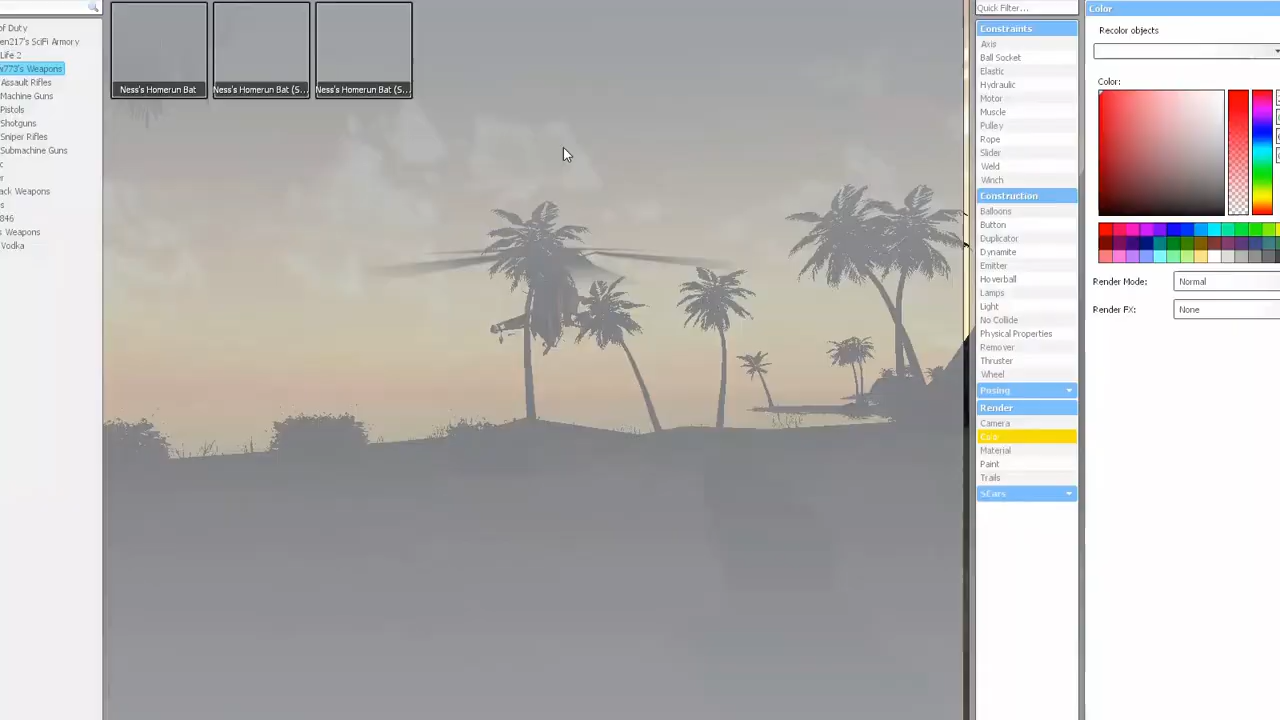 of Duty
en217's SciFi Armory
Life 2
x773's Weapons
Assault Rifles
Machine Guns
Pistols
Shotguns
Sniper Rifles
Submachine Guns
c
r
ack Weapons
s
846
s Weapons
Vodka
Ness's Homerun Bat
Ness's Homerun Bat (S...
Ness's Homerun Bat (S...
Quick Filter...
Constraints
Axis
Ball Socket
Elastic
Hydraulic
Motor
Muscle
Pulley
Rope
Slider
Weld
Winch
Construction
Balloons
Button
Duplicator
Dynamite
Emitter
Hoverball
Lamps
Light
No Collide
Physical Properties
Remover
Thruster
Wheel
Posing
Render
Camera
Color
Material
Paint
Trails
SCars
Color
Recolor objects
Color:
Render Mode:
Normal
Render FX:
None